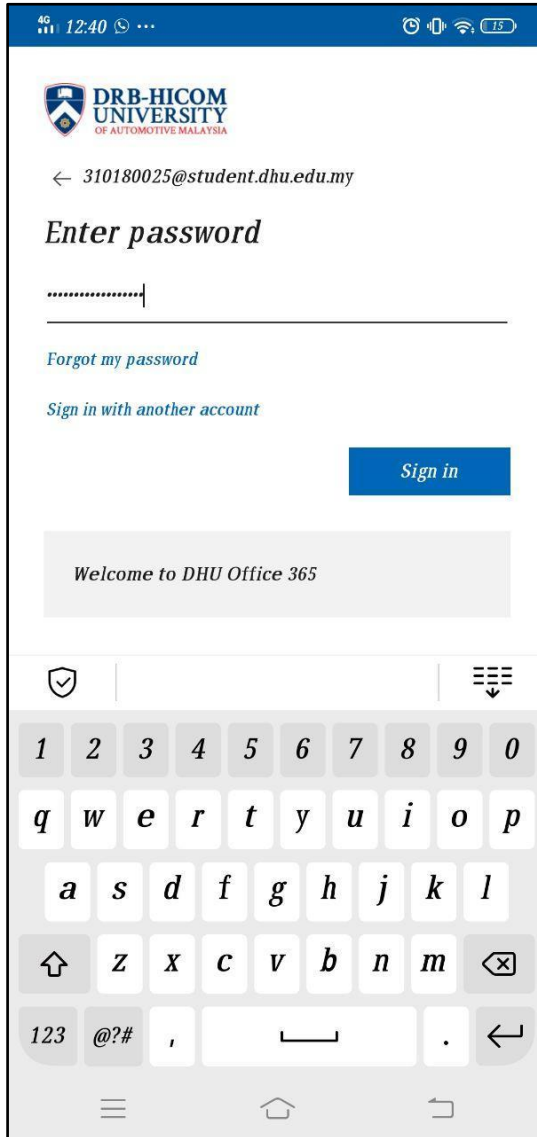 4G 12:40 ... 15
DRB-HICOM
UNIVERSITY
OF AUTOMOTIVE MALAYSIA
← 310180025@student.dhu.edu.my
Enter password
••••••••••••••••••
Forgot my password
Sign in with another account
Sign in
Welcome to DHU Office 365
1 2 3 4 5 6 7 8 9 0
q w e r t y u i o p
a s d f g h j k l
z x c v b n m
123 @?# , .